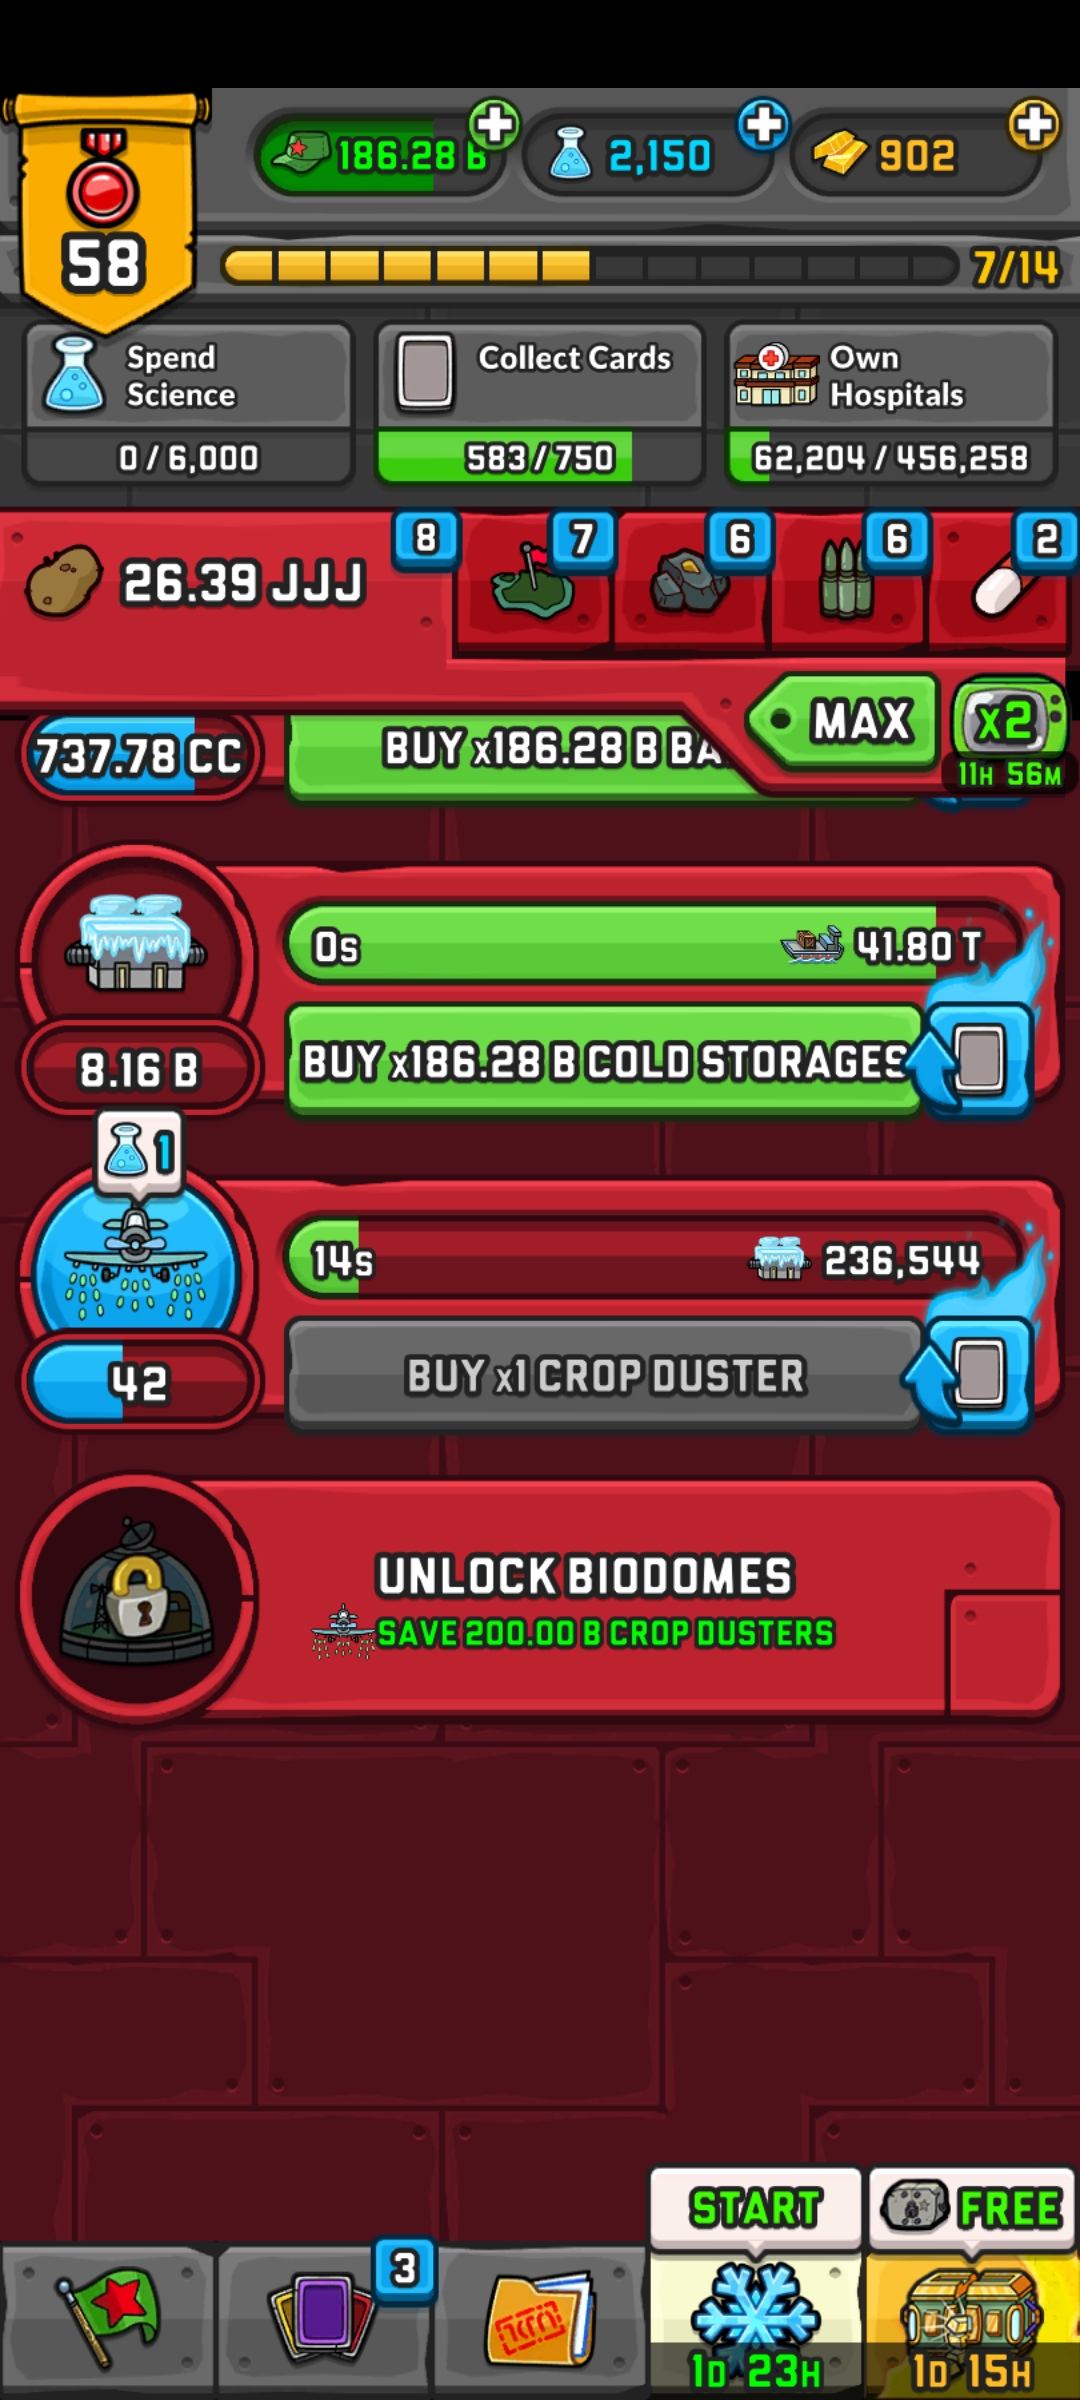 58
186.28 B
2,150
902
7/14
Spend
Science
0 / 6,000
Collect Cards
583 / 750
Own
Hospitals
62,204 / 456,258
26.39 JJJ
8
7
6
6
2
MAX
x2
11H 56M
737.78 CC
BUY x186.28 B BA
0s
41.80 T
8.16 B
BUY x186.28 B COLD STORAGES
1
14s
236,544
42
BUY x1 CROP DUSTER
UNLOCK BIODOMES
SAVE 200.00 B CROP DUSTERS
START
FREE
3
1D 23H
1D 15H